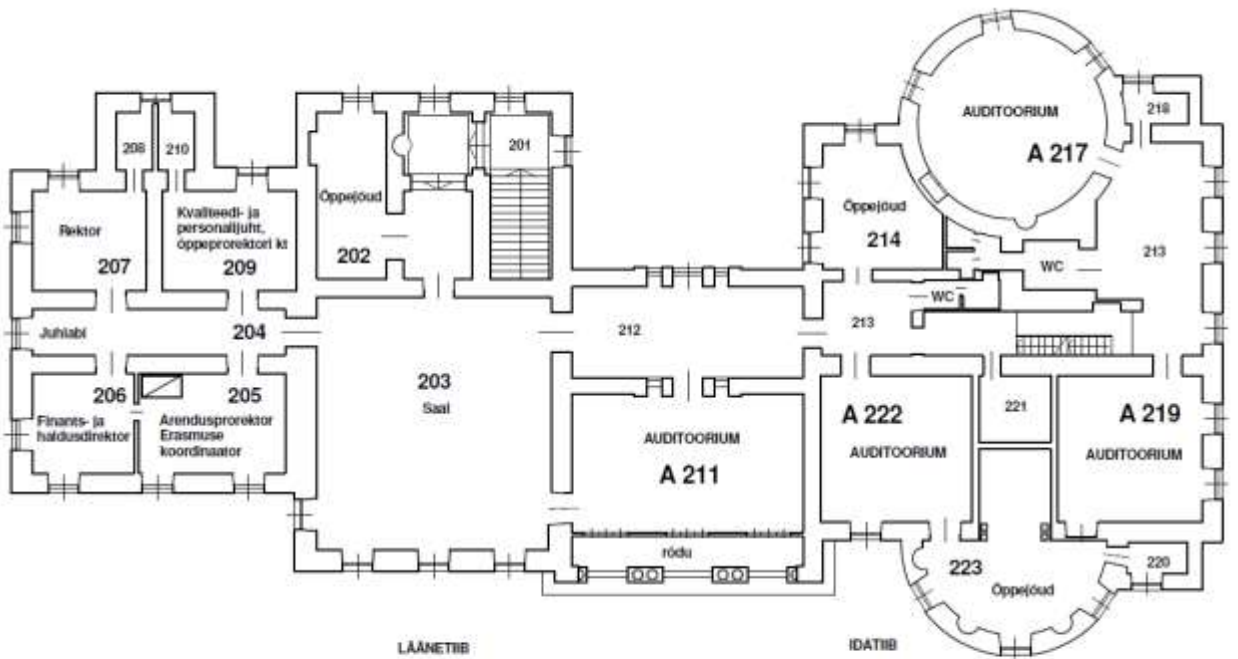 AUDITOORIUM
A 217
218
208
210
201
Õppejõud
202
Õppejõud
214
Rektor
207
Kvaliteedi- ja
personalijuht,
õppeprorektori kt
209
213
WC
WC
Juhiabi
204
212
213
203
Saal
206
Finants- ja
haldusdirektor
205
Arendusprorektor
Erasmuse
koordinaator
AUDITOORIUM
A 211
A 222
AUDITOORIUM
221
A 219
AUDITOORIUM
rõdu
223
Õppejõud
220
LÄÄNETIIB
IDATIIB